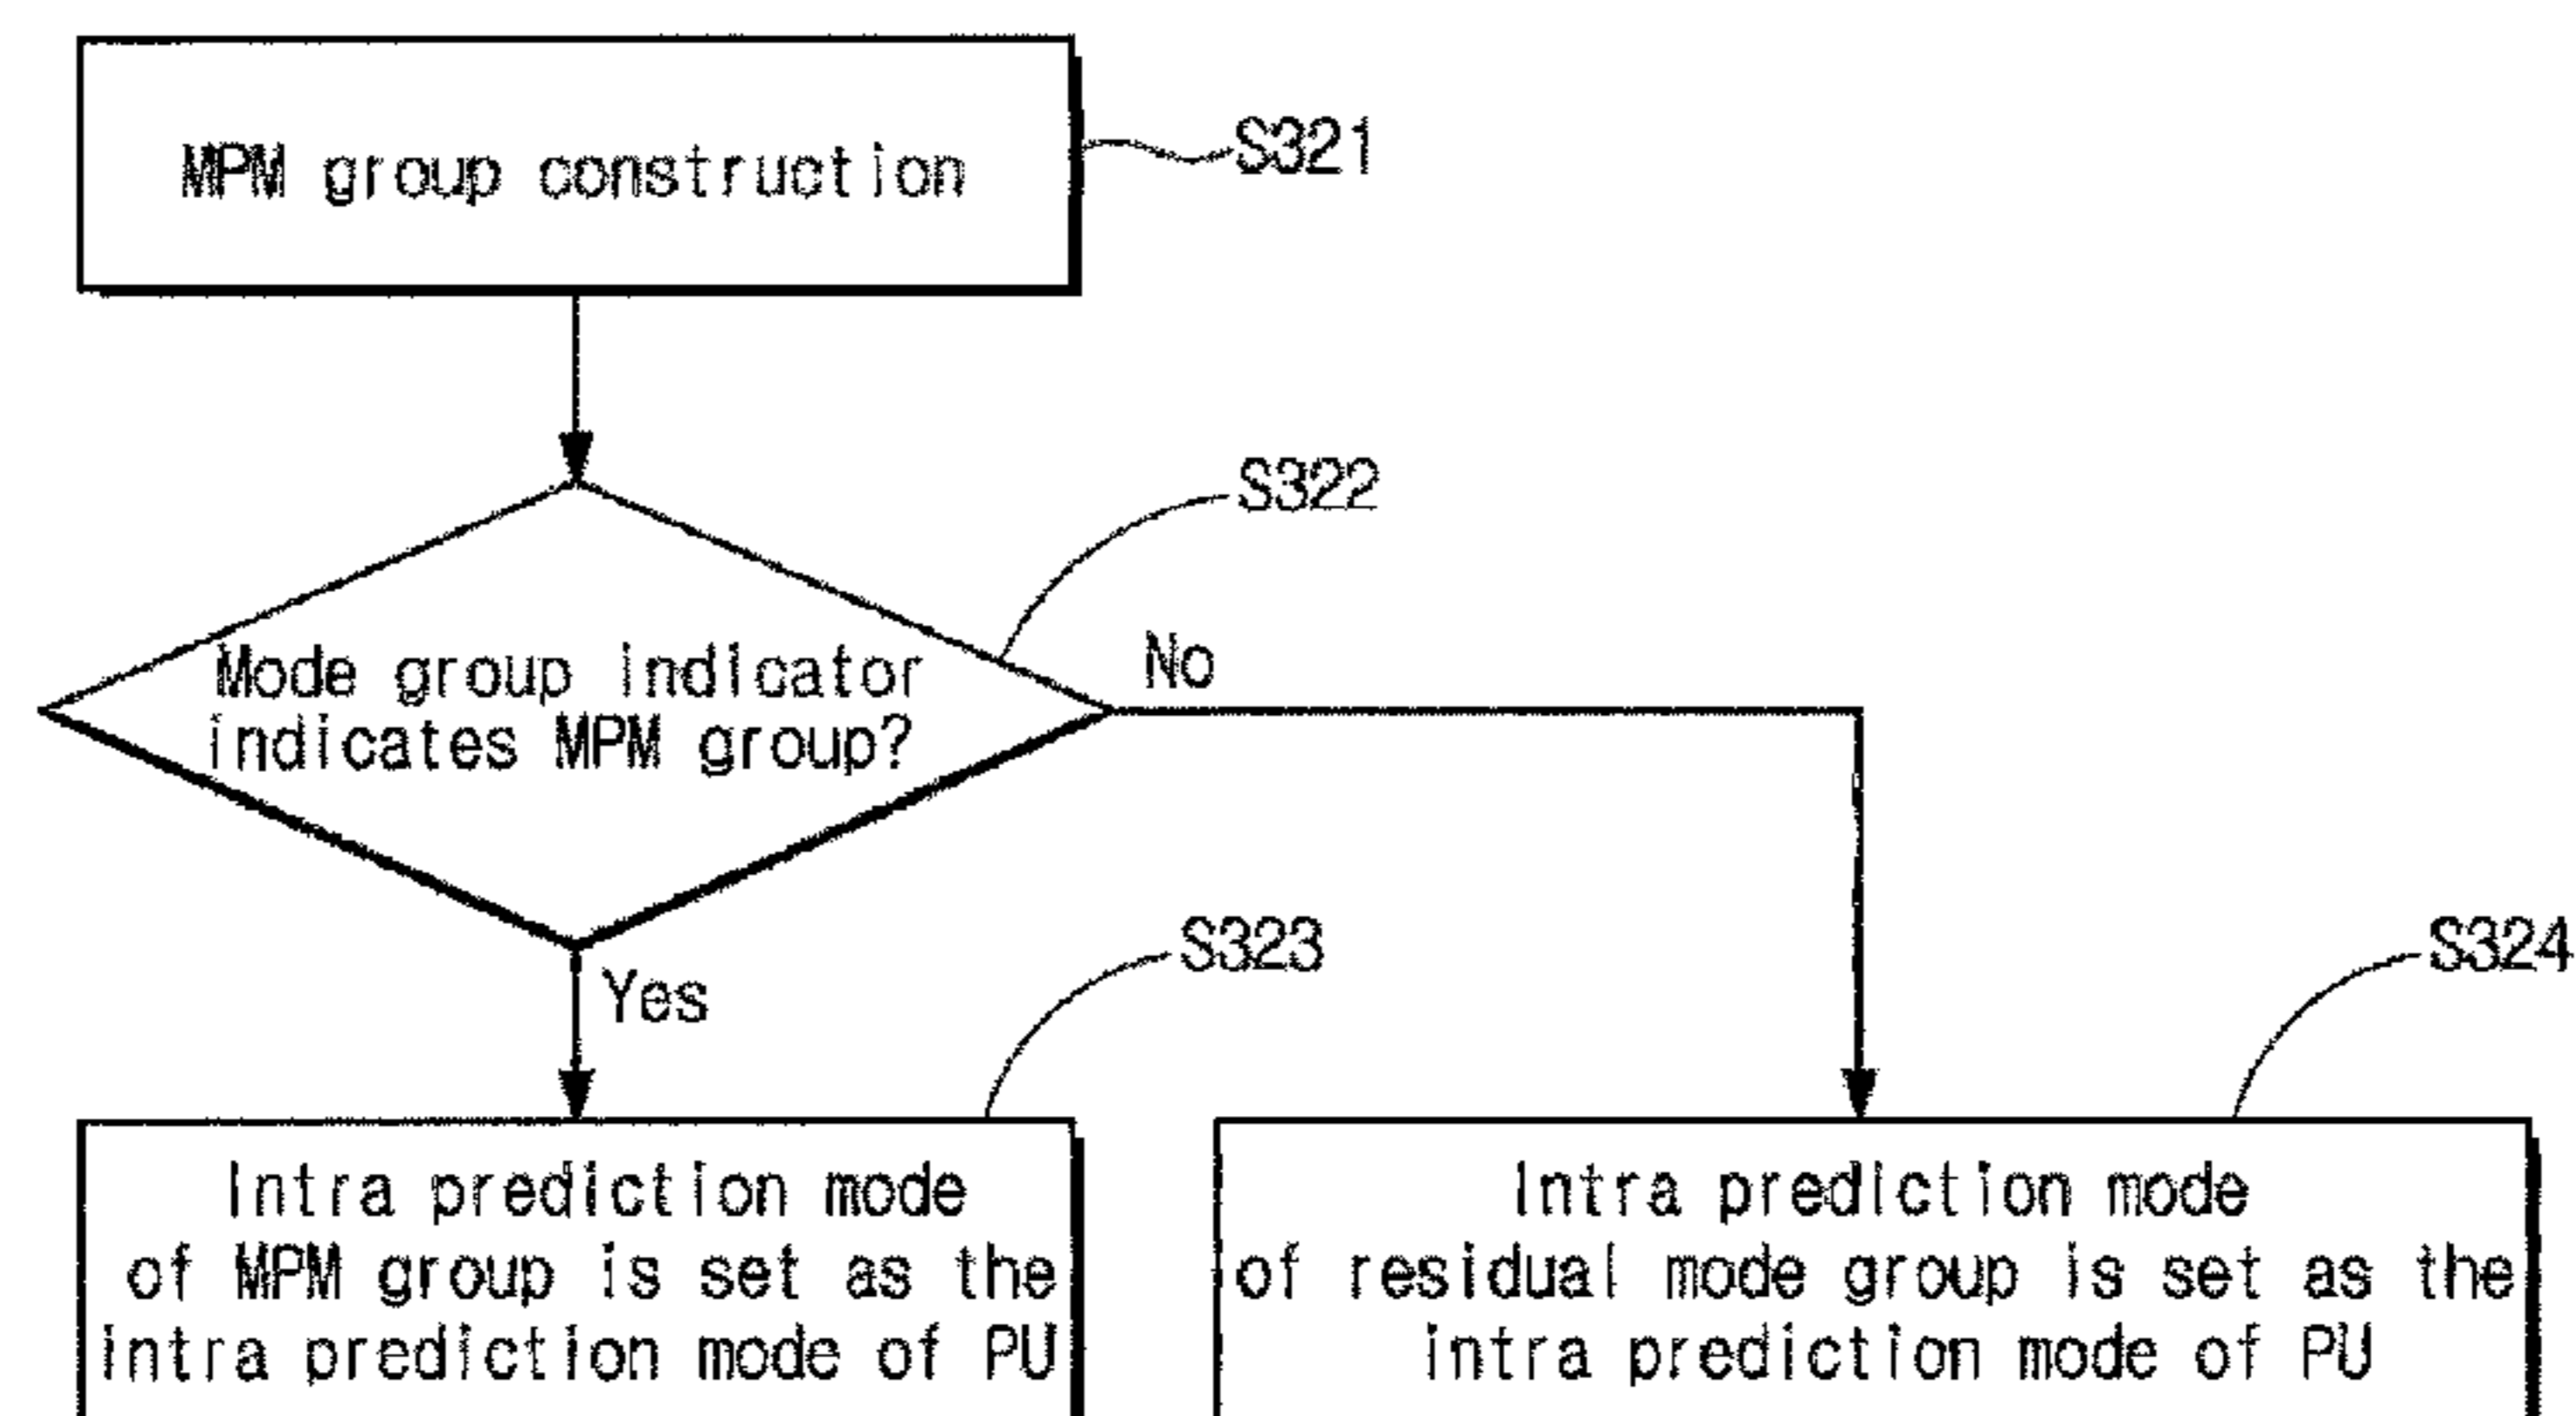 MPM group construction
S321
S322
Mode group indicator
indicates MPM group?
No
Yes
S323
S324
Intra prediction mode
of MPM group is set as the
intra prediction mode of PU
Intra prediction mode
of residual mode group is set as the
intra prediction mode of PU